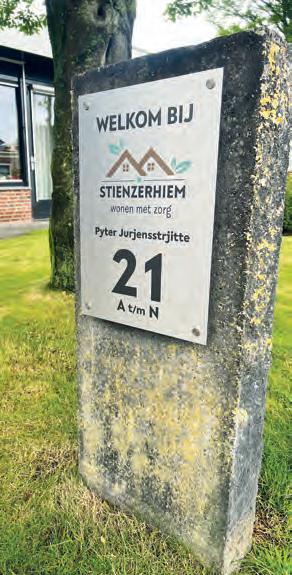 WELKOM BIJ
STIENZERHIEM
wonen met zorg
Pyter Jurjensstrjitte
21
A t/m N